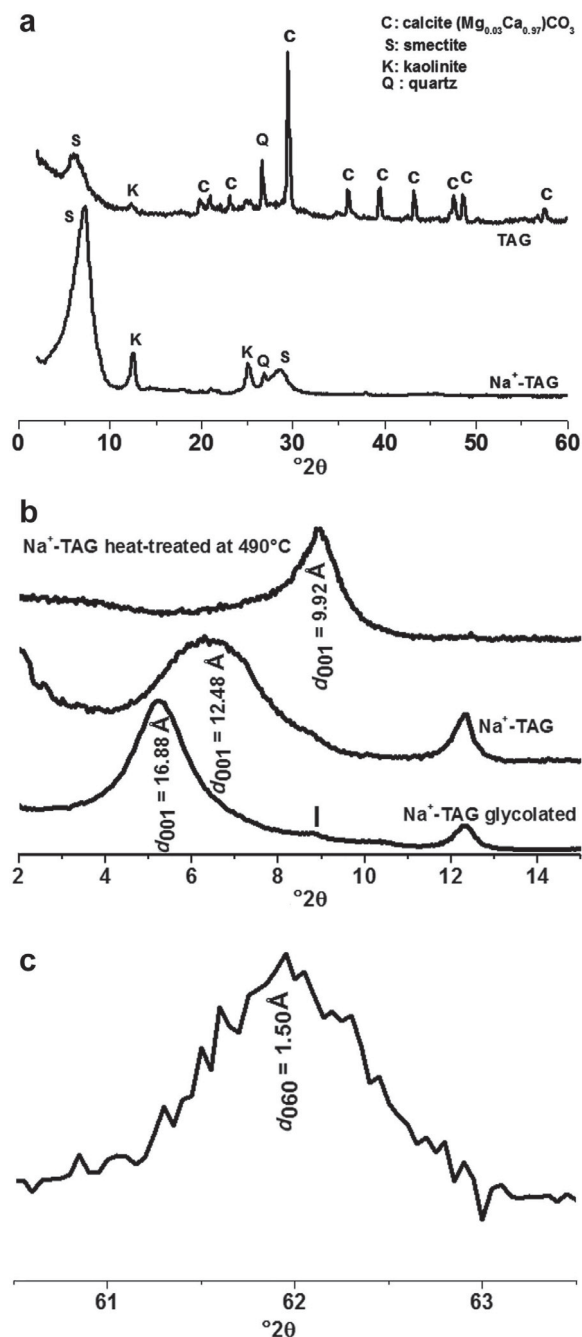 a
C: calcite (Mg0.03Ca0.97)CO3
S: smectite
K: kaolinite
Q : quartz
C
S
K
C
C
Q
C
C
C
C
C
C
TAG
S
K
K
Q
S
Na+-TAG
0 10 20 30 40 50 60
°2θ
b
Na+-TAG heat-treated at 490°C
d001 = 9.92 Å
d001 = 12.48 Å
Na+-TAG
d001 = 16.88 Å
I
Na+-TAG glycolated
2 4 6 8 10 12 14
°2θ
c
d060 = 1.50Å
61 62 63
°2θ